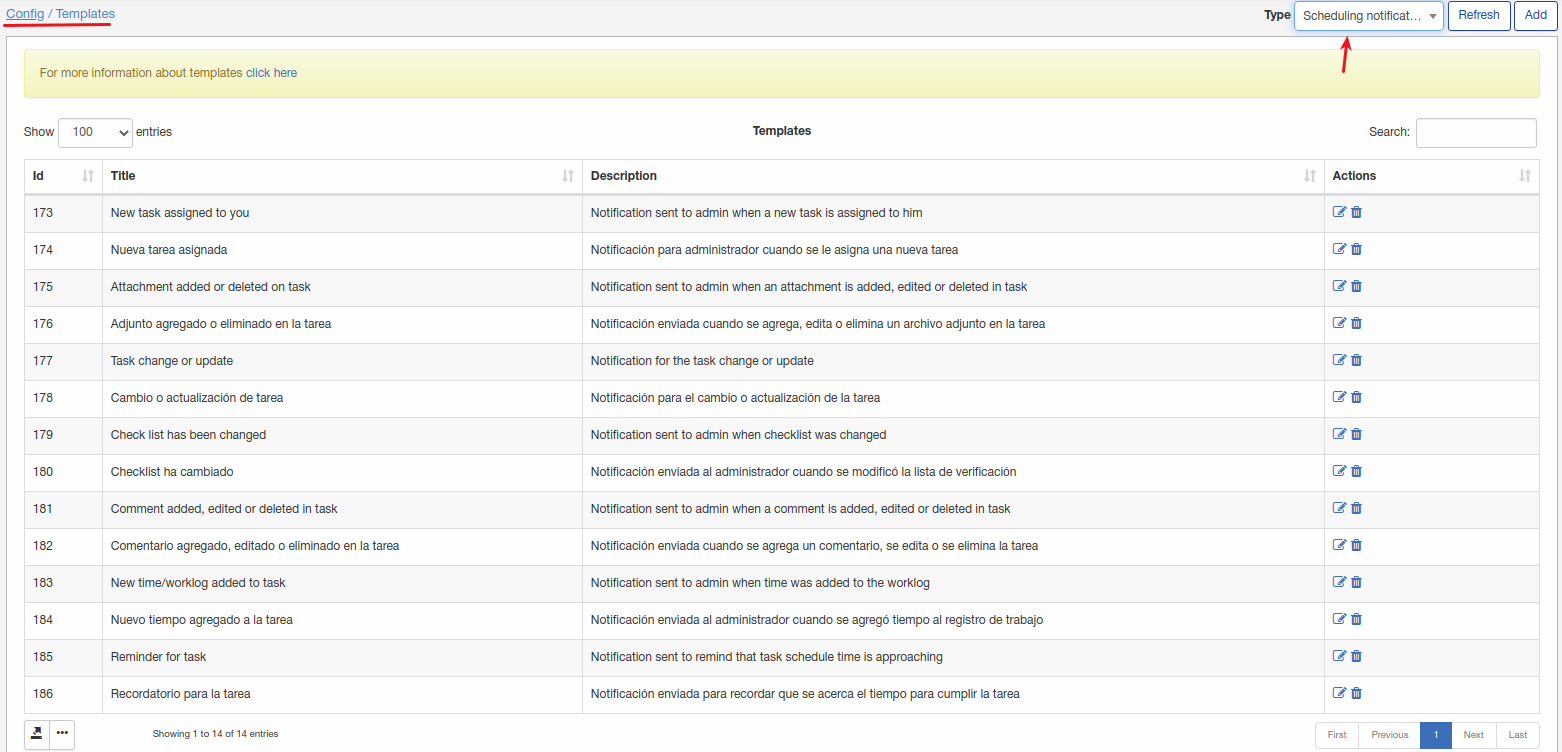 Config / Templates Type Scheduling notificat... Refresh Add
For more information about templates click here
Show 100 entries Templates Search:
Id Title Description Actions
173 New task assigned to you Notification sent to admin when a new task is assigned to him
174 Nueva tarea asignada Notificación para administrador cuando se le asigna una nueva tarea
175 Attachment added or deleted on task Notification sent to admin when an attachment is added, edited or deleted in task
176 Adjunto agregado o eliminado en la tarea Notificación enviada cuando se agrega, edita o elimina un archivo adjunto en la tarea
177 Task change or update Notification for the task change or update
178 Cambio o actualización de tarea Notificación para el cambio o actualización de la tarea
179 Check list has been changed Notification sent to admin when checklist was changed
180 Checklist ha cambiado Notificación enviada al administrador cuando se modificó la lista de verificación
181 Comment added, edited or deleted in task Notification sent to admin when a comment is added, edited or deleted in task
182 Comentario agregado, editado o eliminado en la tarea Notificación enviada cuando se agrega un comentario, se edita o se elimina la tarea
183 New time/worklog added to task Notification sent to admin when time was added to the worklog
184 Nuevo tiempo agregado a la tarea Notificación enviada al administrador cuando se agregó tiempo al registro de trabajo
185 Reminder for task Notification sent to remind that task schedule time is approaching
186 Recordatorio para la tarea Notificación enviada para recordar que se acerca el tiempo para cumplir la tarea
Showing 1 to 14 of 14 entries First Previous 1 Next Last